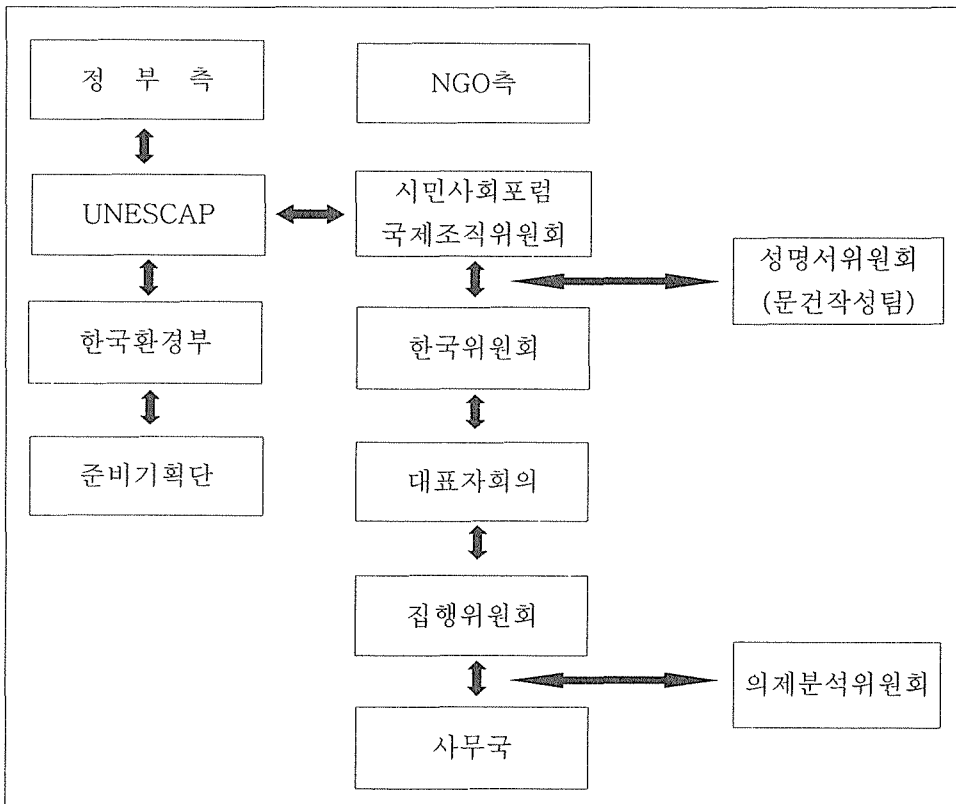 정 부 측
NGO측
UNESCAP
시민사회포럼
국제조직위원회
성명서위원회
(문건작성팀)
한국환경부
한국위원회
준비기획단
대표자회의
집행위원회
의제분석위원회
사무국